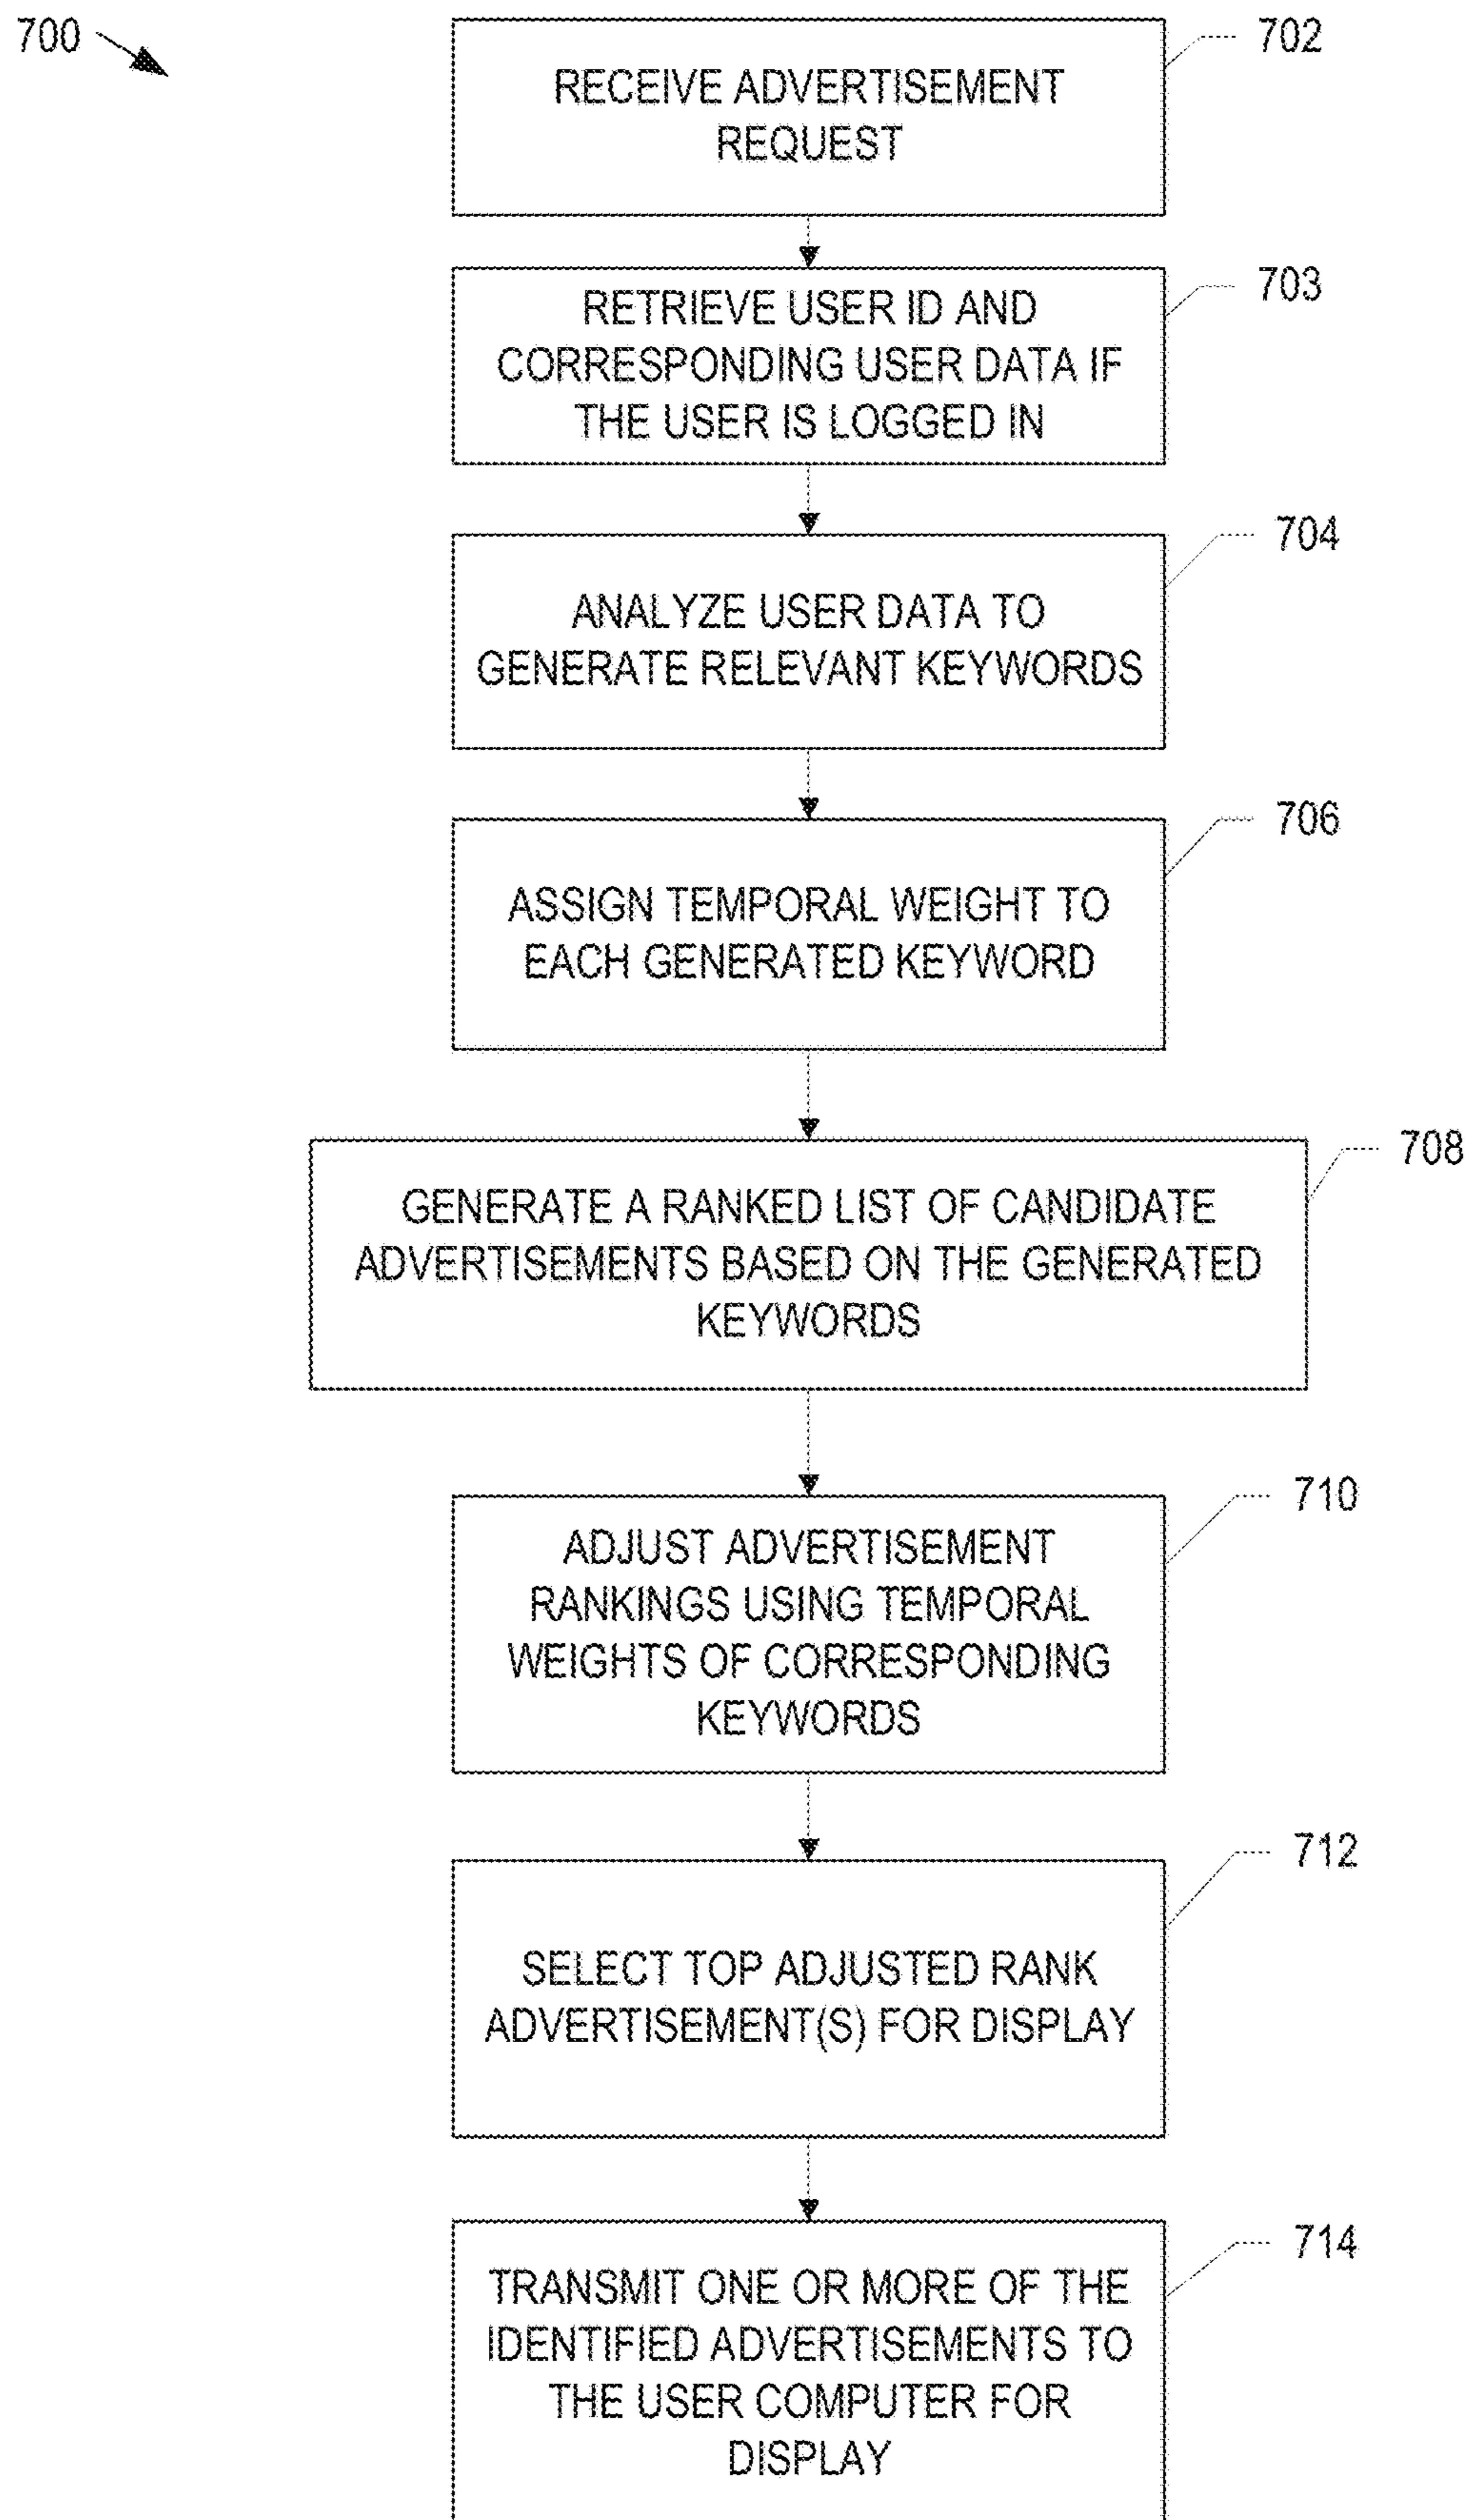 700
702
RECEIVE ADVERTISEMENT
REQUEST
703
RETRIEVE USER ID AND
CORRESPONDING USER DATA IF
THE USER IS LOGGED IN
704
ANALYZE USER DATA TO
GENERATE RELEVANT KEYWORDS
706
ASSIGN TEMPORAL WEIGHT TO
EACH GENERATED KEYWORD
708
GENERATE A RANKED LIST OF CANDIDATE
ADVERTISEMENTS BASED ON THE GENERATED
KEYWORDS
710
ADJUST ADVERTISEMENT
RANKINGS USING TEMPORAL
WEIGHTS OF CORRESPONDING
KEYWORDS
712
SELECT TOP ADJUSTED RANK
ADVERTISEMENT(S) FOR DISPLAY
714
TRANSMIT ONE OR MORE OF THE
IDENTIFIED ADVERTISEMENTS TO
THE USER COMPUTER FOR
DISPLAY